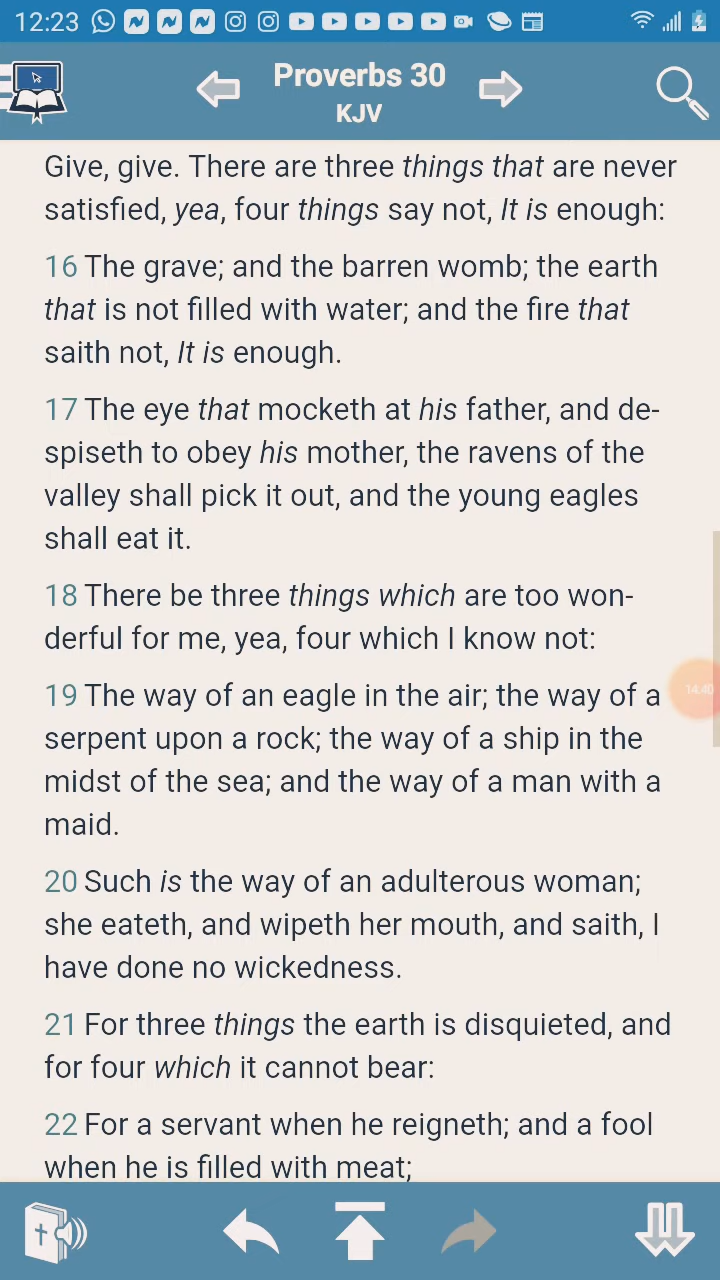 12:23
Proverbs 30
KJV
Give, give. There are three things that are never
satisfied, yea, four things say not, It is enough:
16 The grave; and the barren womb; the earth
that is not filled with water; and the fire that
saith not, It is enough.
17 The eye that mocketh at his father, and de-
spiseth to obey his mother, the ravens of the
valley shall pick it out, and the young eagles
shall eat it.
18 There be three things which are too won-
derful for me, yea, four which I know not:
19 The way of an eagle in the air; the way of a
14:40
serpent upon a rock; the way of a ship in the
midst of the sea; and the way of a man with a
maid.
20 Such is the way of an adulterous woman;
she eateth, and wipeth her mouth, and saith, I
have done no wickedness.
21 For three things the earth is disquieted, and
for four which it cannot bear:
22 For a servant when he reigneth; and a fool
when he is filled with meat;